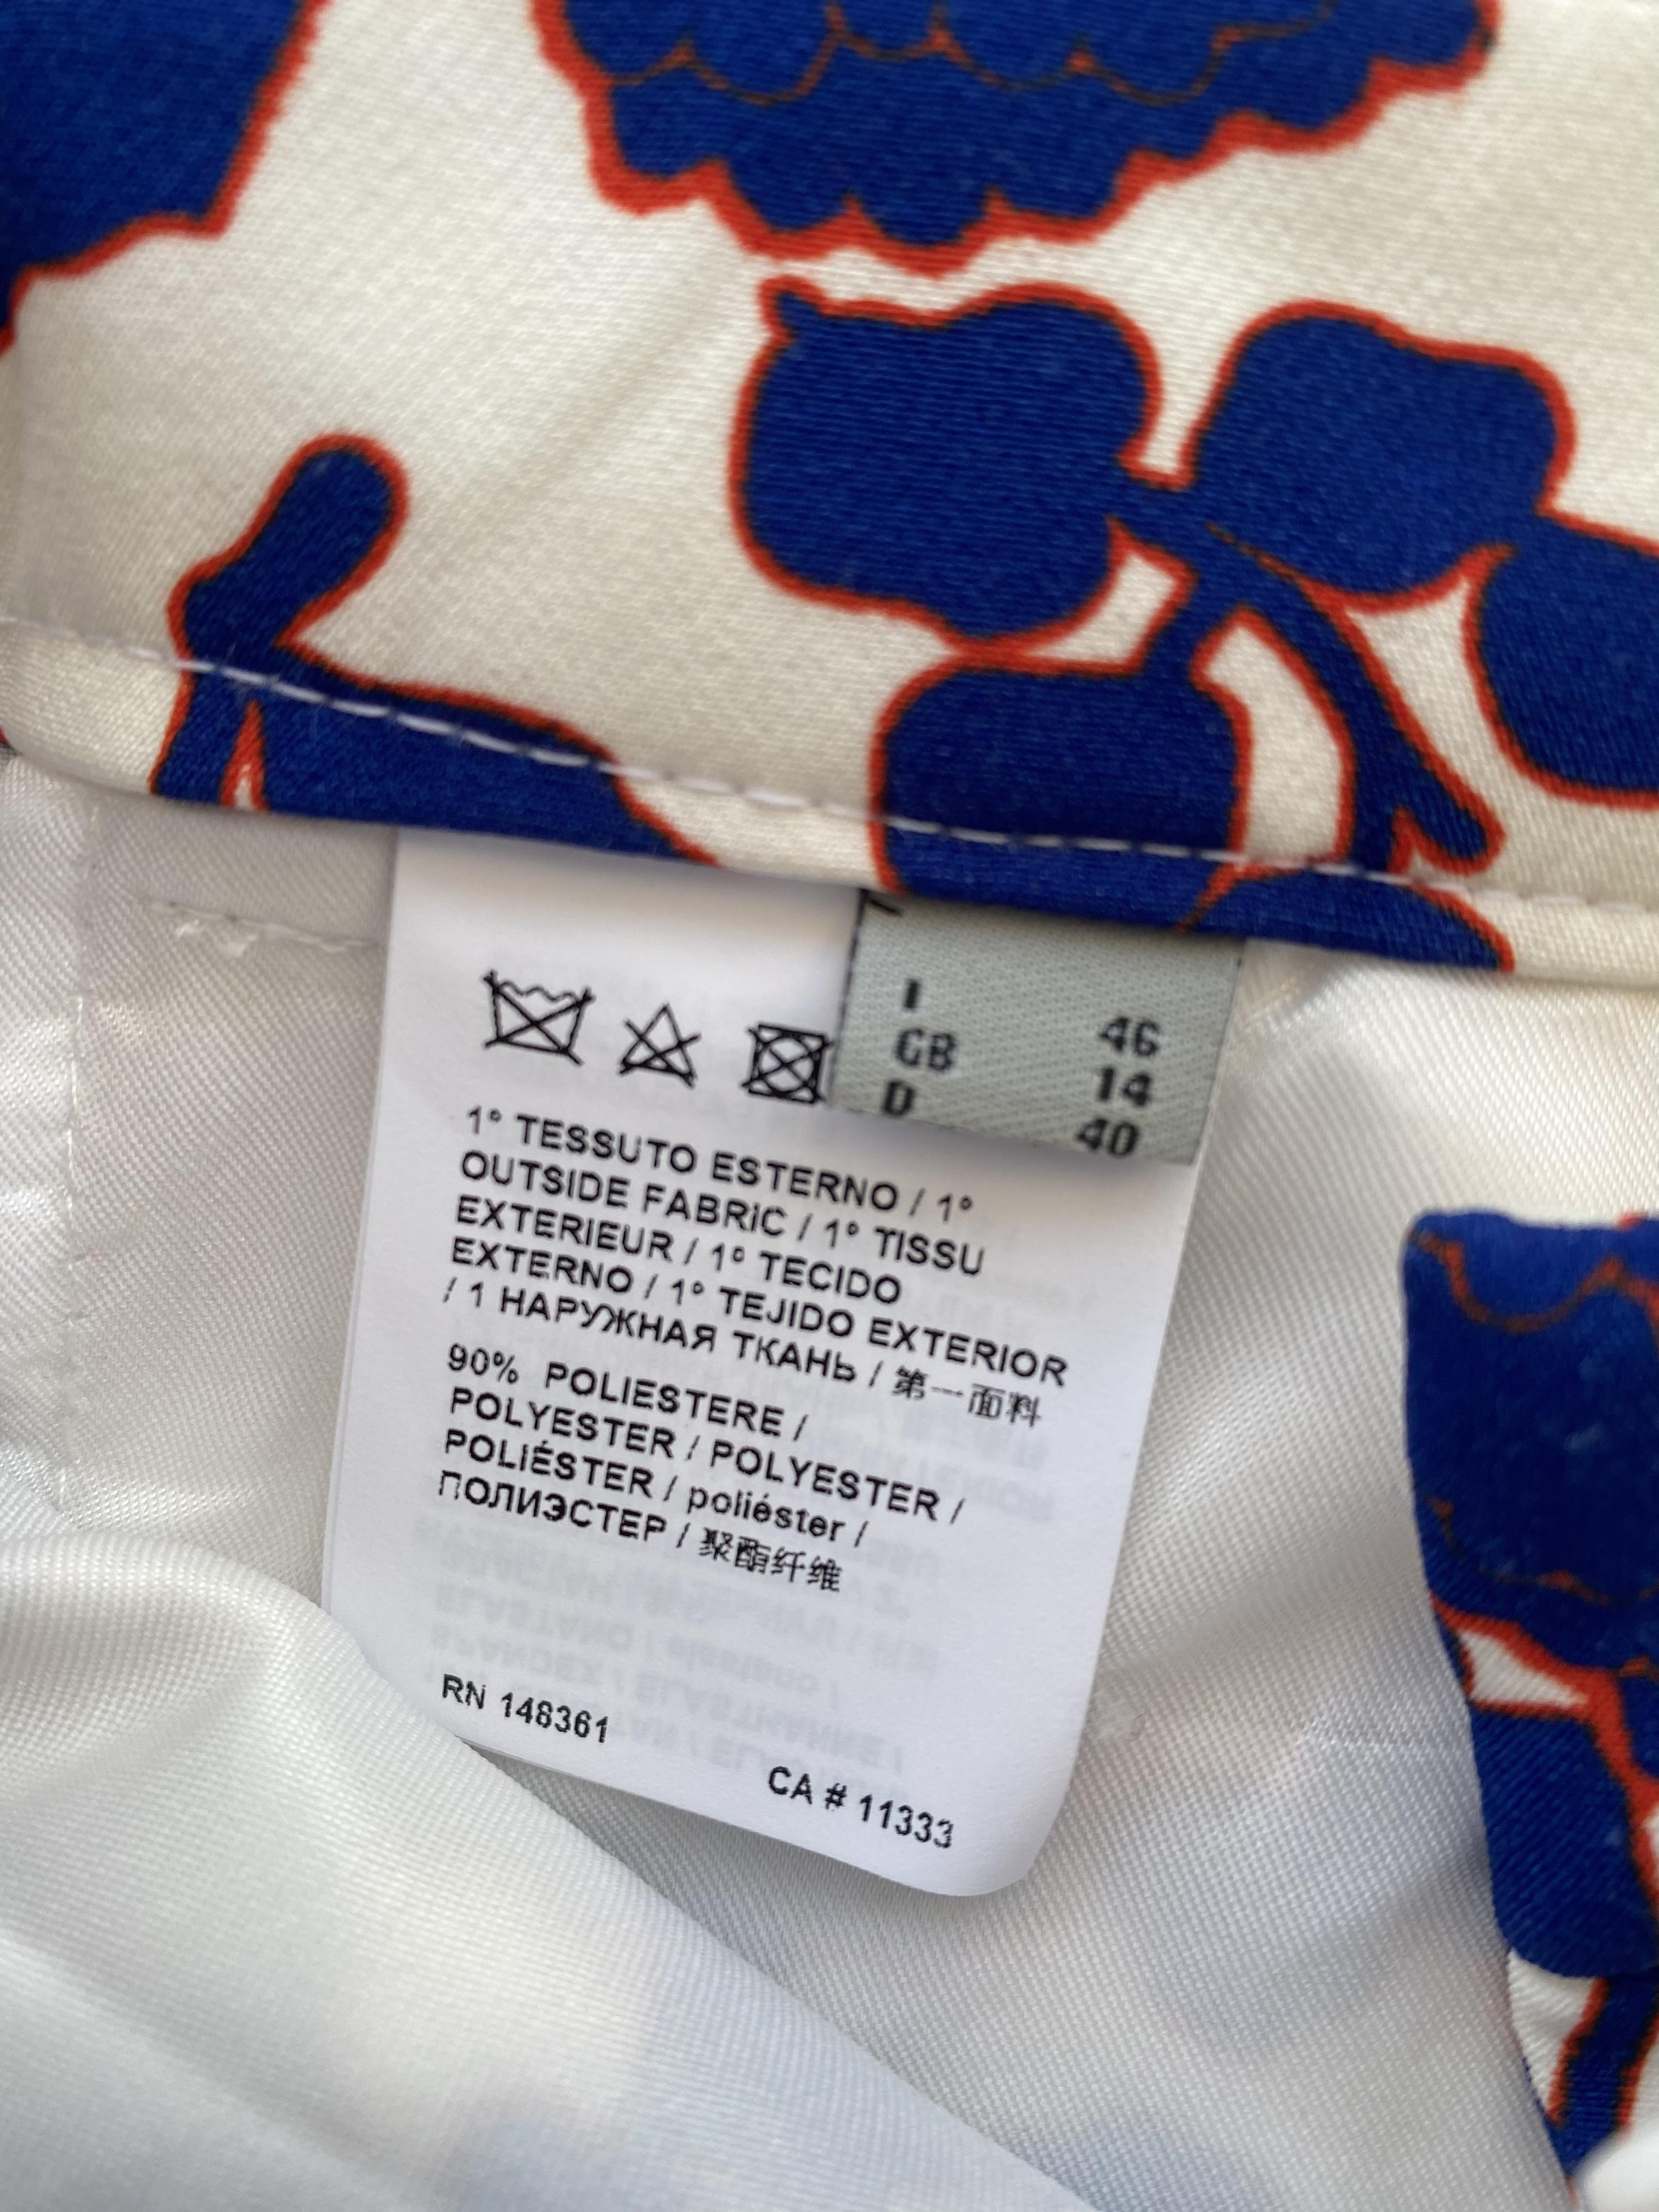 I 46
GB 14
D 40
1° TESSUTO ESTERNO / 1°
OUTSIDE FABRIC / 1° TISSU
EXTERIEUR / 1° TECIDO
EXTERNO / 1° TEJIDO EXTERIOR
/ 1 НАРУЖНАЯ ТКАНЬ / 第一面料
90% POLIESTERE /
POLYESTER / POLYESTER /
POLIÉSTER / poliéster /
ПОЛИЭСТЕР / 聚酯纤维
RN 148361
CA # 11333